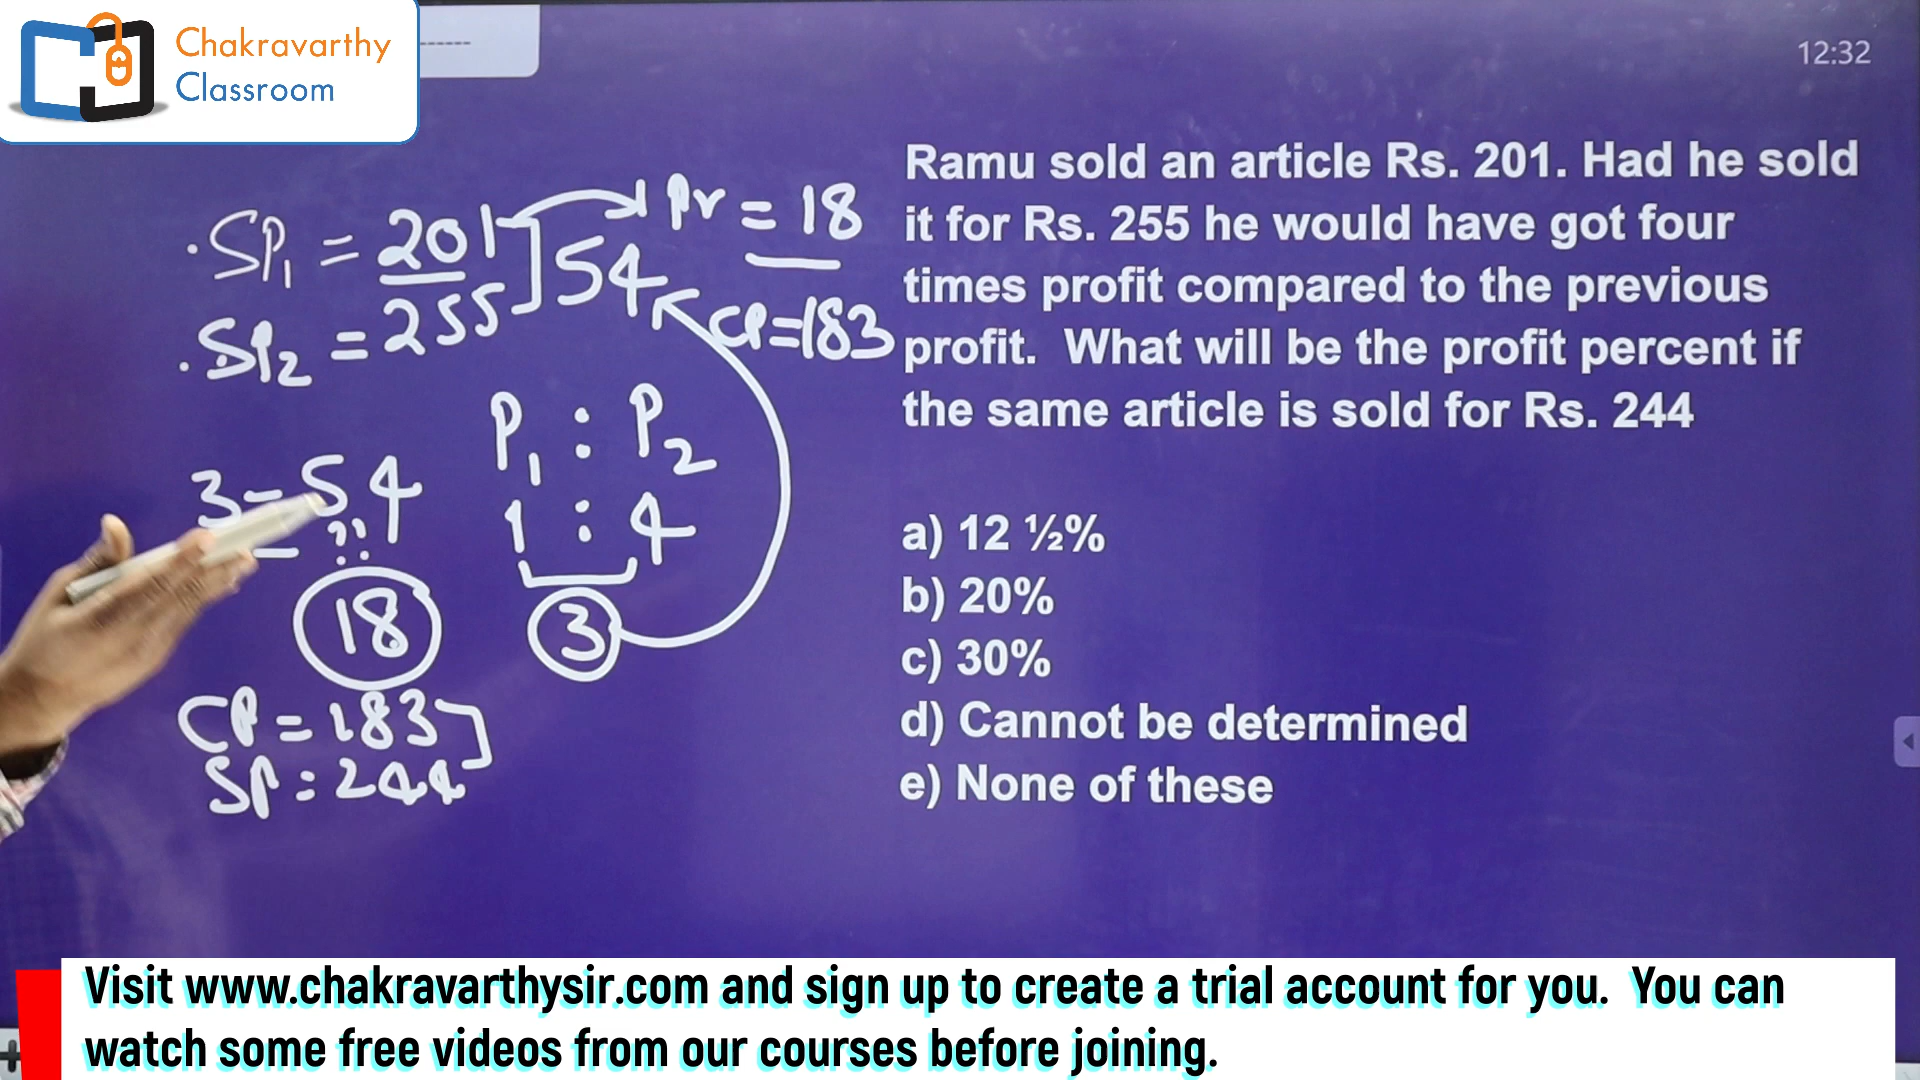 Chakravarthy
Classroom
------
12:32
.SP₁ = 201
.SP₂ = 255
54
Pr = 18
CP = 183
P₁ : P₂
1 : 4
3
3 = 54
= ??
18
CP = 183
SP : 244
Ramu sold an article Rs. 201. Had he sold
it for Rs. 255 he would have got four
times profit compared to the previous
profit. What will be the profit percent if
the same article is sold for Rs. 244
a) 12 ½%
b) 20%
c) 30%
d) Cannot be determined
e) None of these
Visit www.chakravarthysir.com and sign up to create a trial account for you. You can
watch some free videos from our courses before joining.